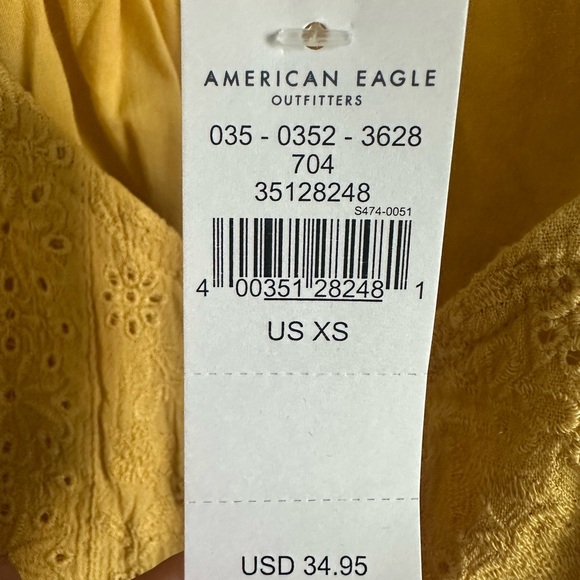 AMERICAN EAGLE
OUTFITTERS
035 - 0352 - 3628
704
35128248
S474-0051
4 00351 28248 1
US XS
USD 34.95